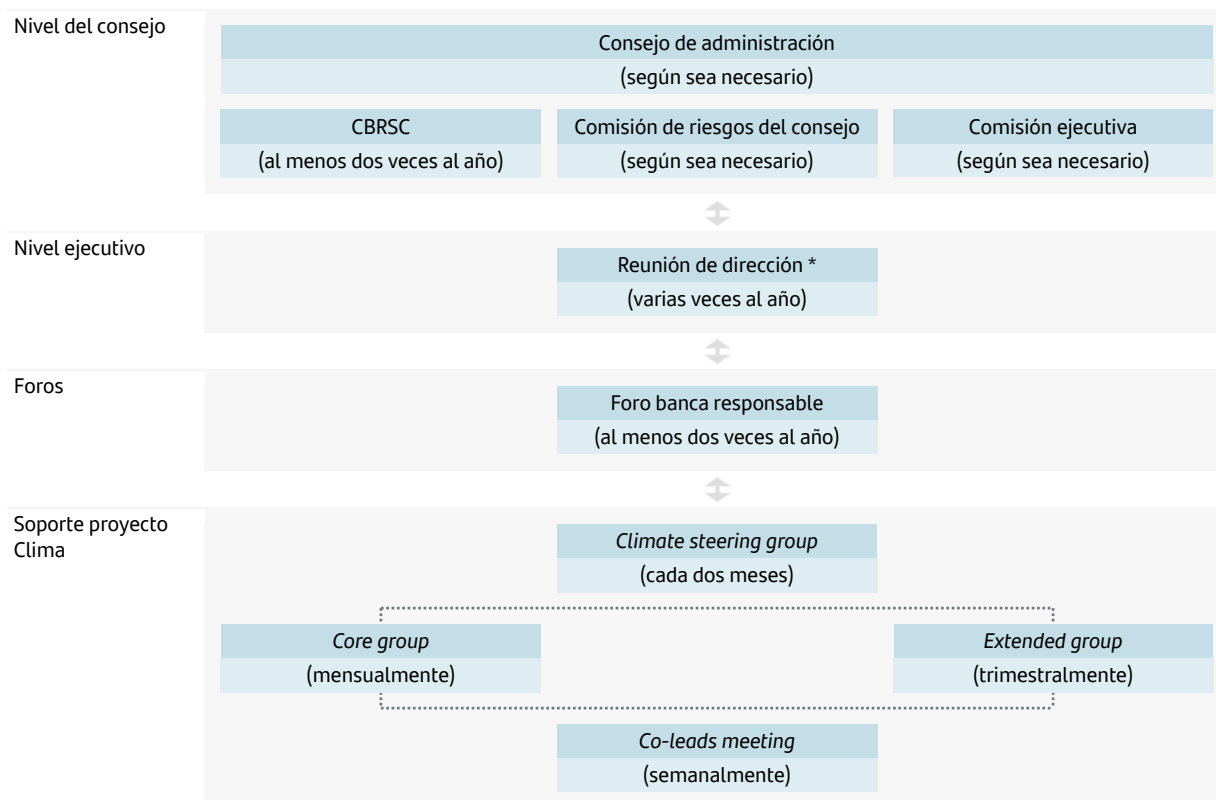 Nivel del consejo
Consejo de administración
(según sea necesario)
CBRSC
(al menos dos veces al año)
Comisión de riesgos del consejo
(según sea necesario)
Comisión ejecutiva
(según sea necesario)
Nivel ejecutivo
Reunión de dirección *
(varias veces al año)
Foros
Foro banca responsable
(al menos dos veces al año)
Soporte proyecto
Clima
Climate steering group
(cada dos meses)
Core group
(mensualmente)
Extended group
(trimestralmente)
Co-leads meeting
(semanalmente)